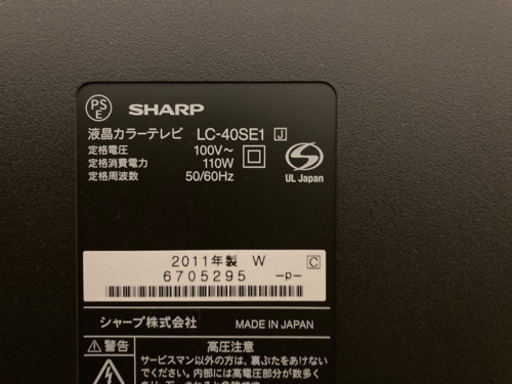 PS
E
SHARP
液晶カラーテレビ LC-40SE1 J
定格電圧 100V～
定格消費電力 110W
定格周波数 50/60Hz
UL Japan
2011年製 W C
6705295 -p-
シャープ株式会社 MADE IN JAPAN
警告 高圧注意
サービスマン以外の方は、裏ぶたをあけないで
ください。内部には高電圧部分が数多く